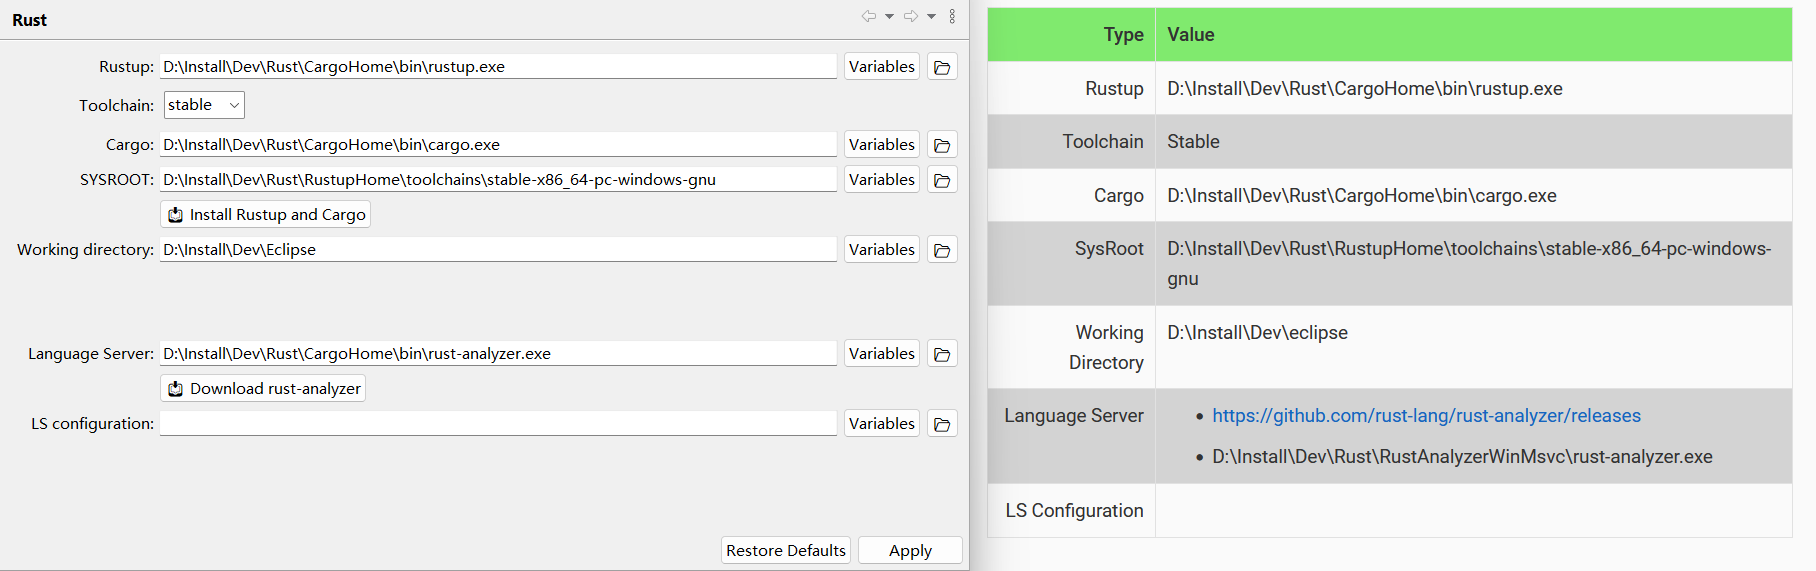 Rust
Rustup: D:\Install\Dev\Rust\CargoHome\bin\rustup.exe Variables
Toolchain: stable
Cargo: D:\Install\Dev\Rust\CargoHome\bin\cargo.exe Variables
SYSROOT: D:\Install\Dev\Rust\RustupHome\toolchains\stable-x86_64-pc-windows-gnu Variables
Install Rustup and Cargo
Working directory: D:\Install\Dev\Eclipse Variables
Language Server: D:\Install\Dev\Rust\CargoHome\bin\rust-analyzer.exe Variables
Download rust-analyzer
LS configuration: Variables
Restore Defaults Apply
Type Value
Rustup D:\Install\Dev\Rust\CargoHome\bin\rustup.exe
Toolchain Stable
Cargo D:\Install\Dev\Rust\CargoHome\bin\cargo.exe
SysRoot D:\Install\Dev\Rust\RustupHome\toolchains\stable-x86_64-pc-windows-
gnu
Working D:\Install\Dev\eclipse
Directory
Language Server • https://github.com/rust-lang/rust-analyzer/releases
• D:\Install\Dev\Rust\RustAnalyzerWinMsvc\rust-analyzer.exe
LS Configuration